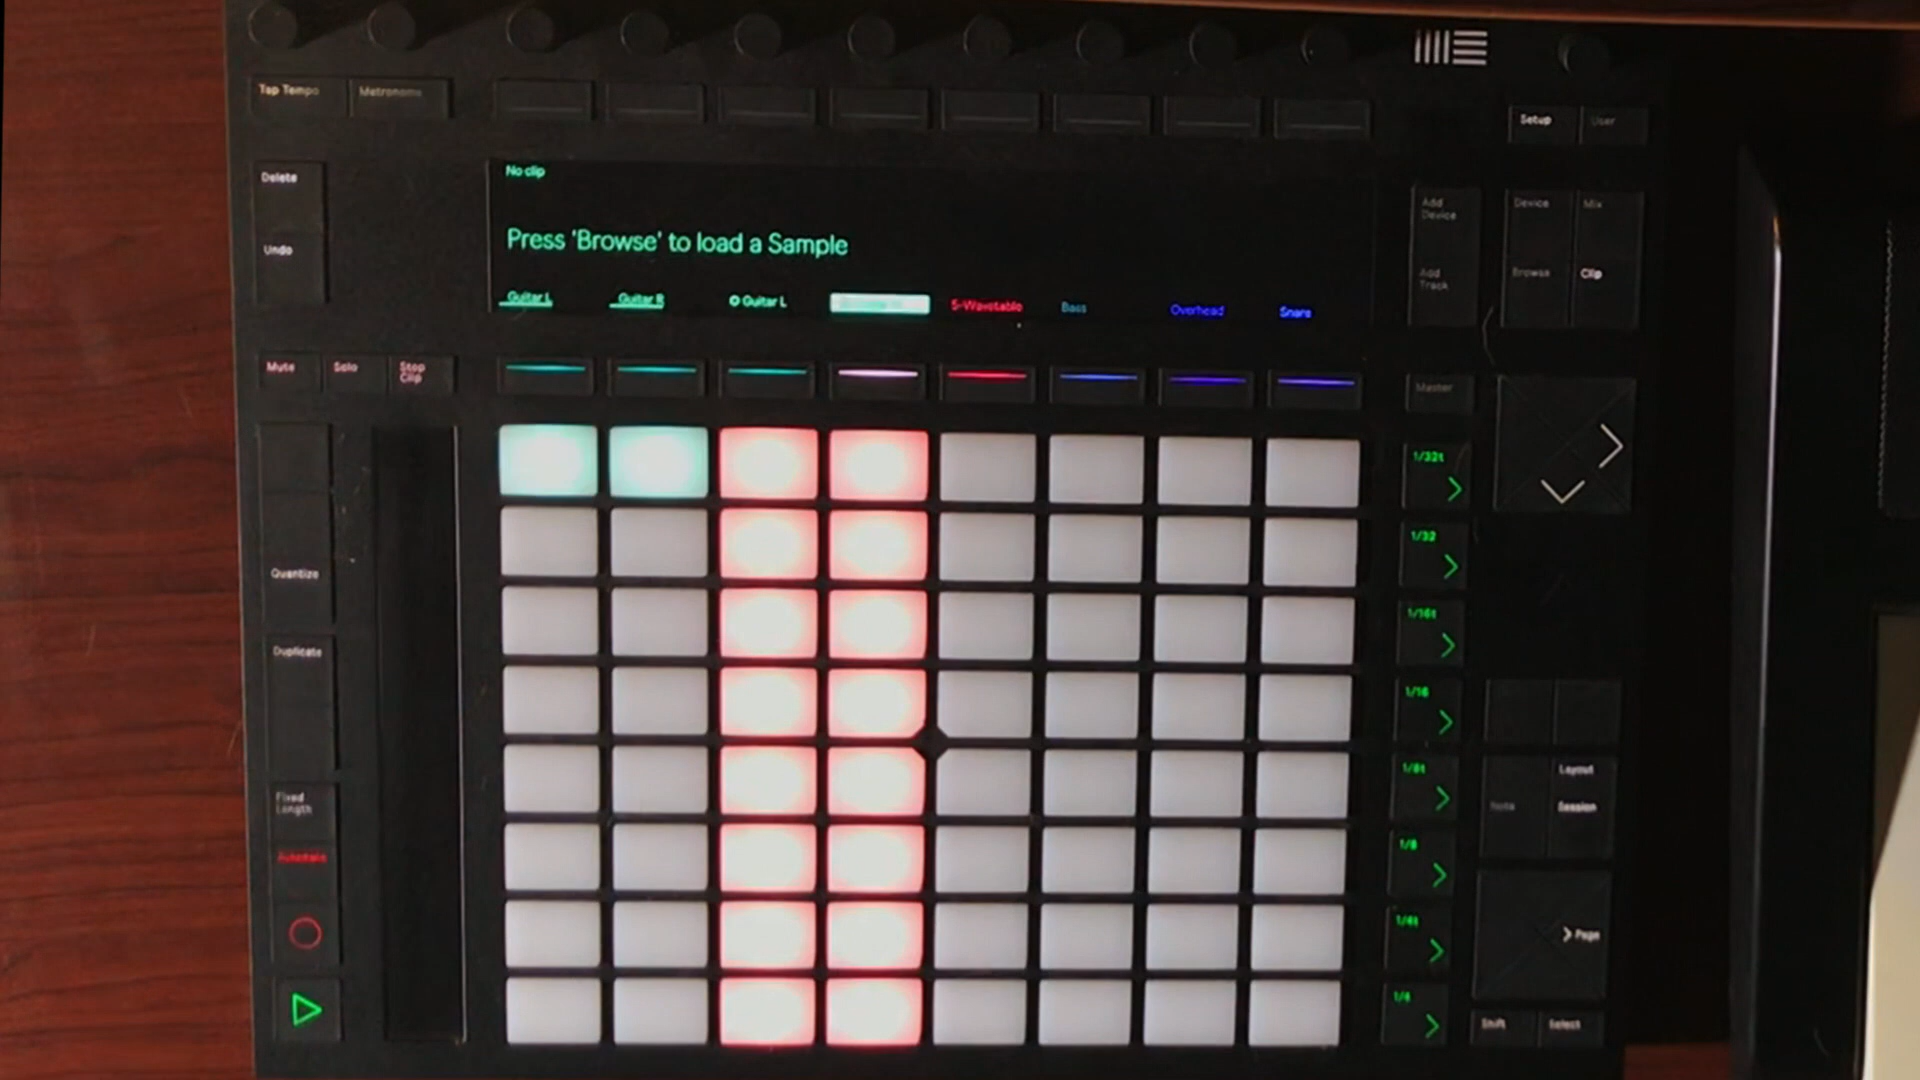 Tap Tempo
Metronome
Setup
User
Delete
No clip
Add
Device
Device
Mix
Undo
Press 'Browse' to load a Sample
Add
Track
Browse
Clip
Guitar L
Guitar R
Guitar L
S-Wavetable
Bass
Overhead
Snare
Mute
Solo
Stop
Clip
Master
1/32t
1/32
Quantize
1/16t
Duplicate
1/16
1/8t
Layout
Fixed
Length
Note
Session
Automate
1/8
1/4t
Page
1/4
Shift
Select